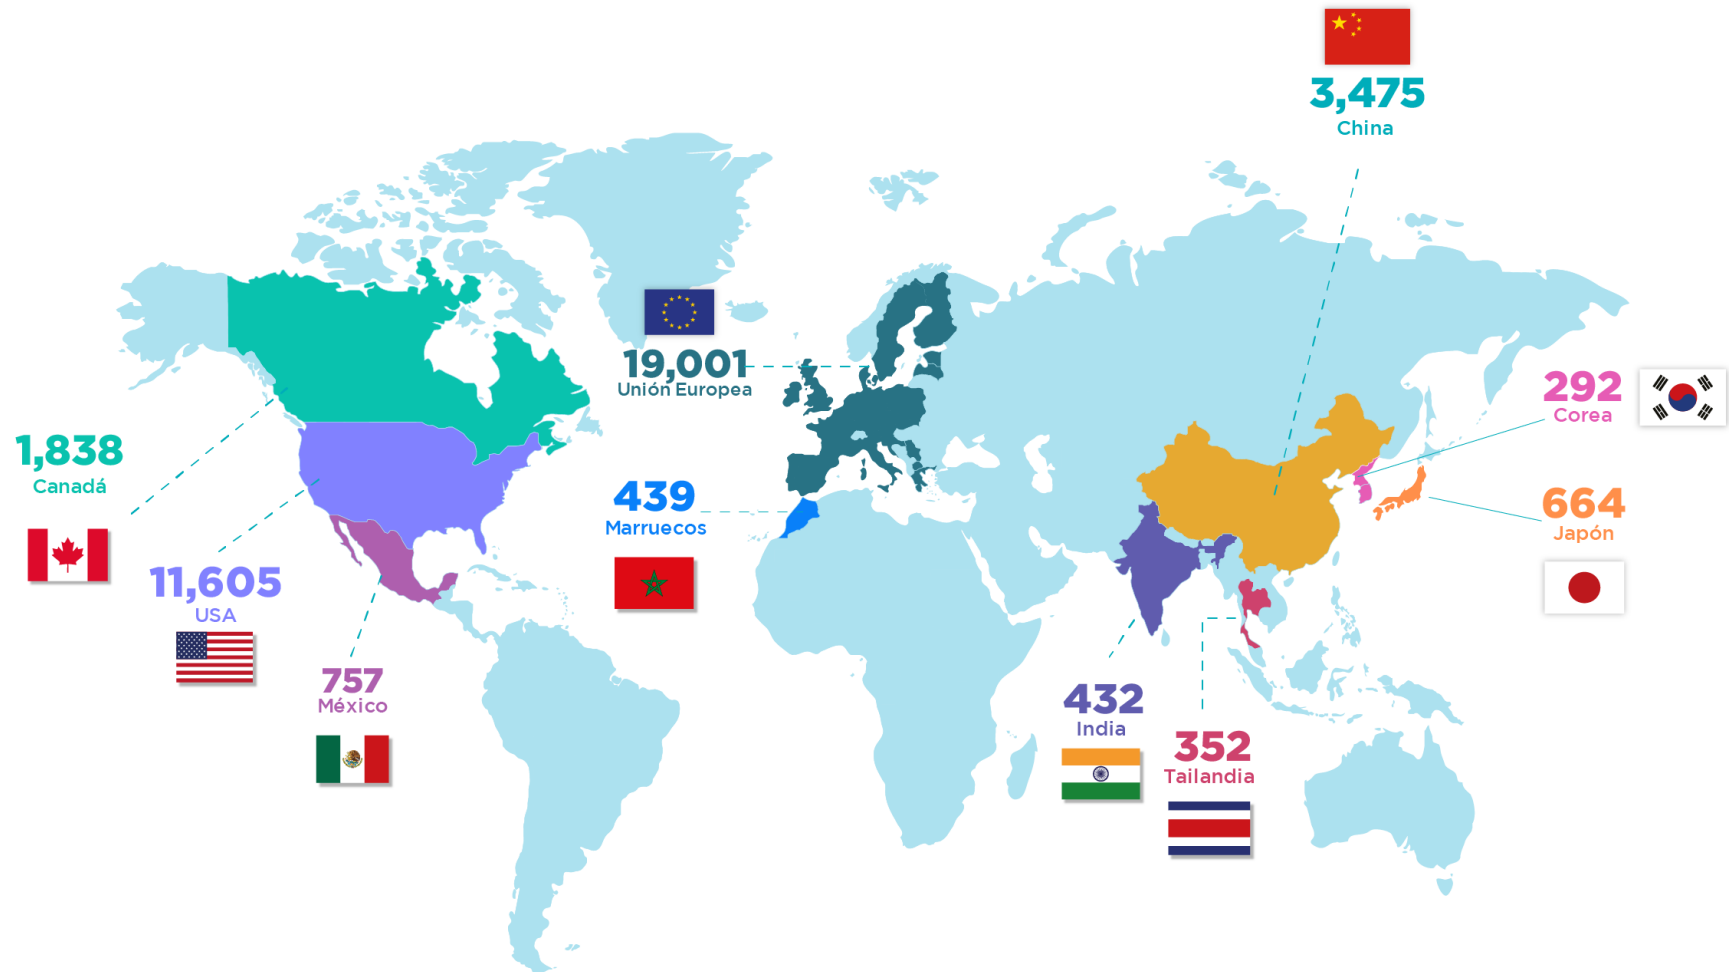 3,475
China
19,001
Unión Europea
292
Corea
1,838
Canadá
439
Marruecos
664
Japón
11,605
USA
757
México
432
India
352
Tailandia